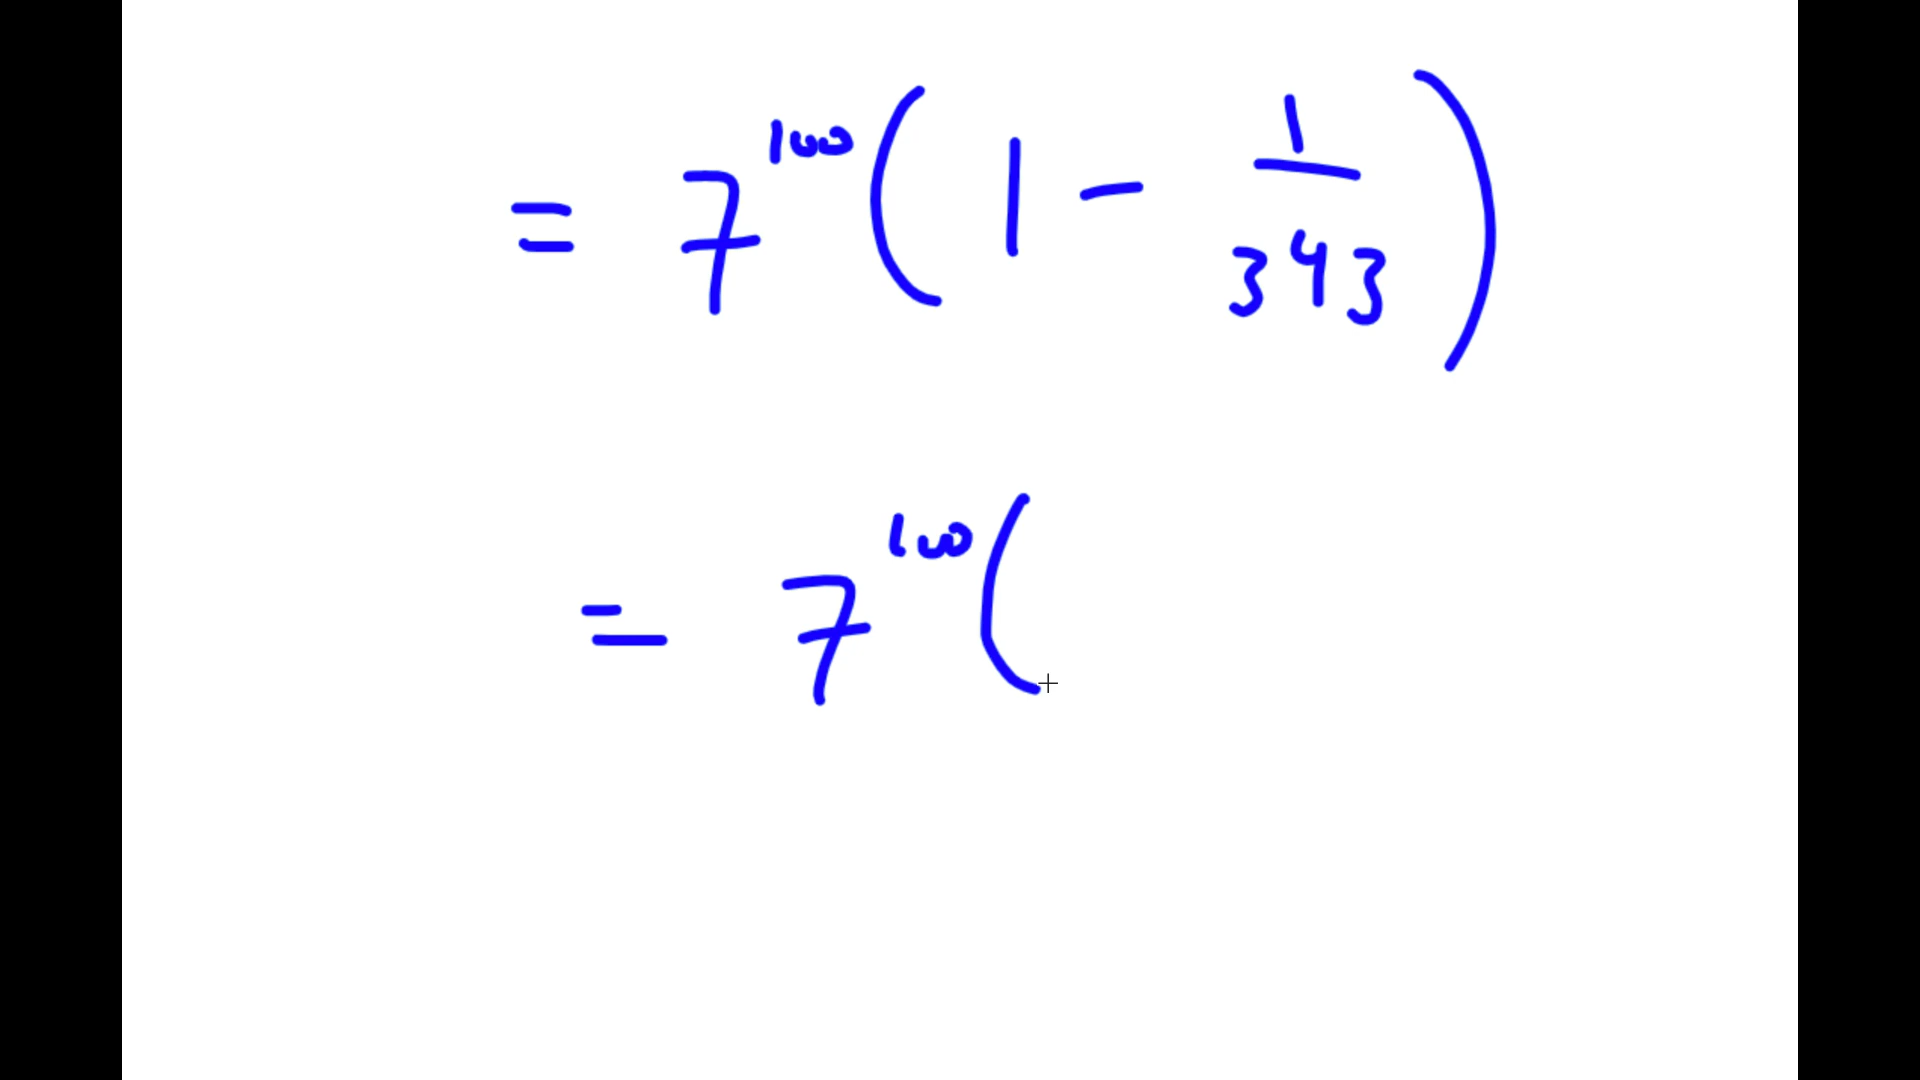 = 7^100 ( 1 - 1/343 )
= 7^100 (